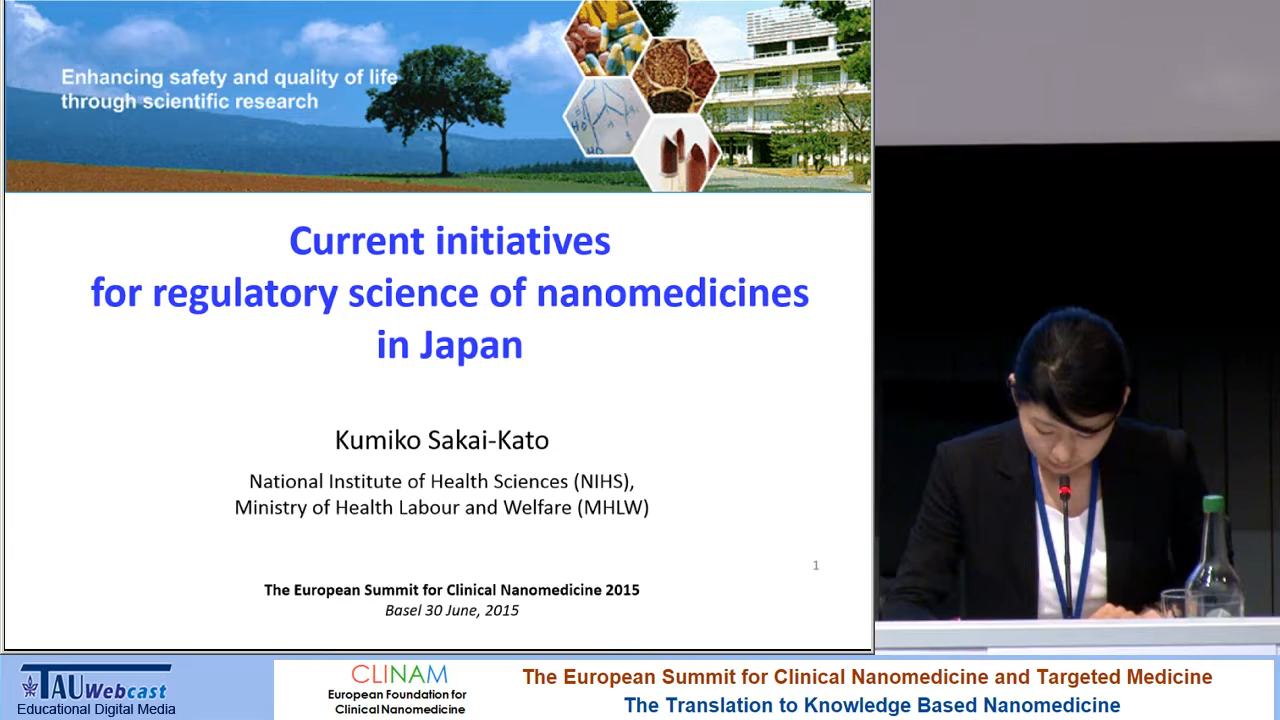 Enhancing safety and quality of life
through scientific research
Current initiatives
for regulatory science of nanomedicines
in Japan
Kumiko Sakai-Kato
National Institute of Health Sciences (NIHS),
Ministry of Health Labour and Welfare (MHLW)
1
The European Summit for Clinical Nanomedicine 2015
Basel 30 June, 2015
TAU Webcast
Educational Digital Media
CLINAM
European Foundation for
Clinical Nanomedicine
The European Summit for Clinical Nanomedicine and Targeted Medicine
The Translation to Knowledge Based Nanomedicine